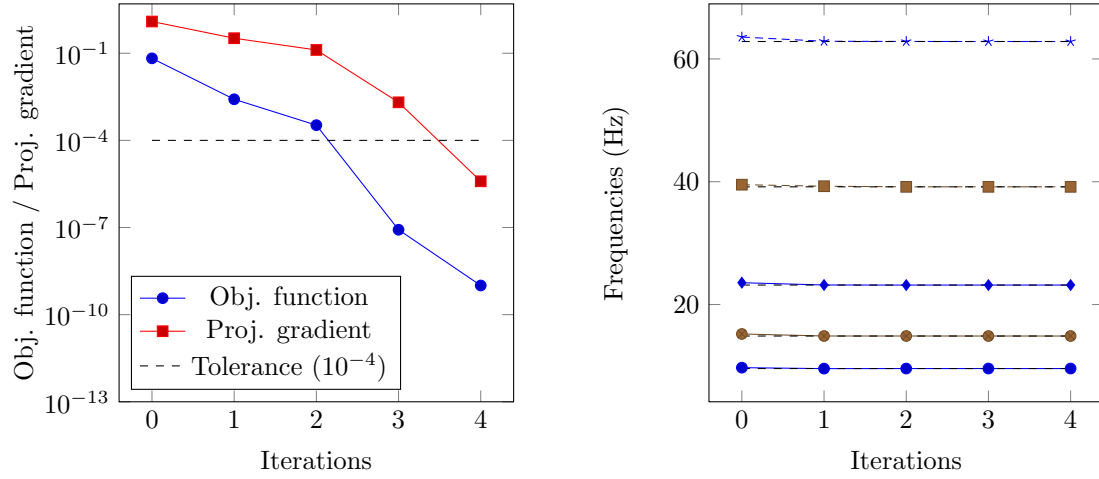 Obj. function / Proj. gradient
10⁻¹
10⁻⁴
10⁻⁷
10⁻¹⁰
10⁻¹³
Obj. function
Proj. gradient
Tolerance (10⁻⁴)
0 1 2 3 4
Iterations
Frequencies (Hz)
60
40
20
0 1 2 3 4
Iterations